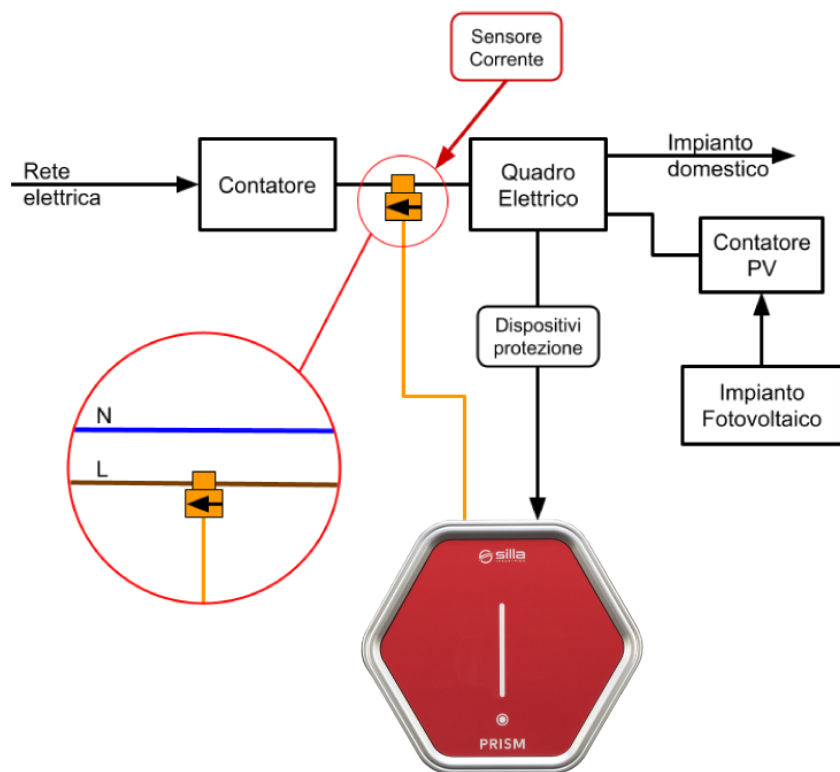 Sensore
Corrente
Rete
elettrica
Contatore
Quadro
Elettrico
Impianto
domestico
Contatore
PV
Dispositivi
protezione
Impianto
Fotovoltaico
N
L
silla
PRISM